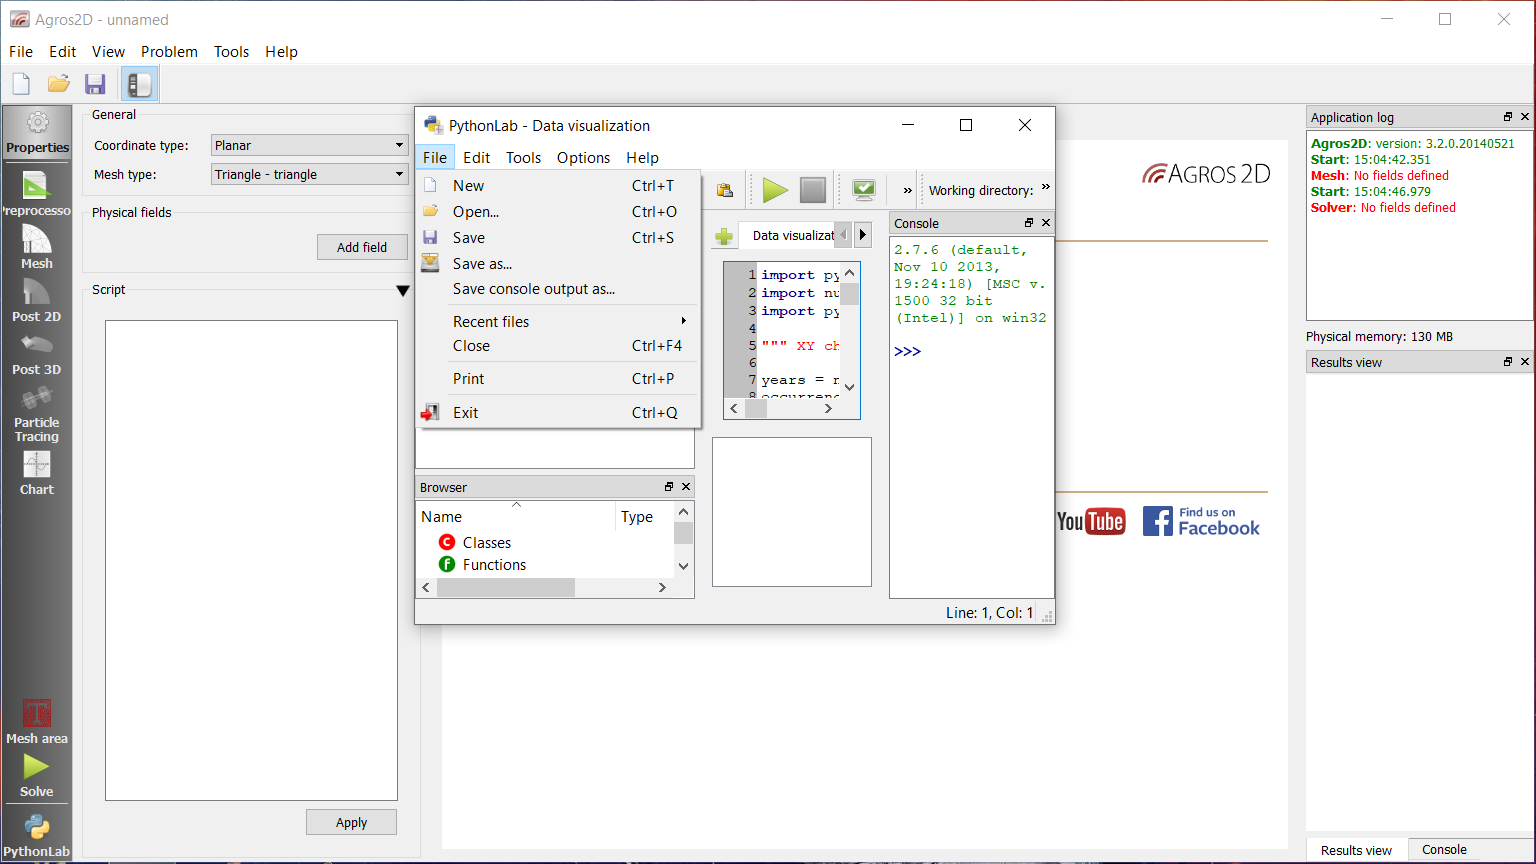 Agros2D - unnamed
File Edit View Problem Tools Help
Properties
Preprocesso
Mesh
Post 2D
Post 3D
Particle
Tracing
Chart
Mesh area
Solve
PythonLab
General
Coordinate type: Planar
Mesh type: Triangle - triangle
Physical fields
Add field
Script
Apply
PythonLab - Data visualization
File Edit Tools Options Help
New Ctrl+T
Open... Ctrl+O
Save Ctrl+S
Save as...
Save console output as...
Recent files
Close Ctrl+F4
Print Ctrl+P
Exit Ctrl+Q
» Working directory: »
Data visualizat
1 import py
2 import nu
3 import py
4
5 """ XY ch
6
7 years = n
8 occurren
Browser
Name Type
C Classes
f Functions
Console
2.7.6 (default,
Nov 10 2013,
19:24:18) [MSC v.
1500 32 bit
(Intel)] on win32
>>>
Line: 1, Col: 1
AGROS 2D
YouTube
f Find us on
Facebook
Application log
Agros2D: version: 3.2.0.20140521
Start: 15:04:42.351
Mesh: No fields defined
Start: 15:04:46.979
Solver: No fields defined
Physical memory: 130 MB
Results view
Results view Console